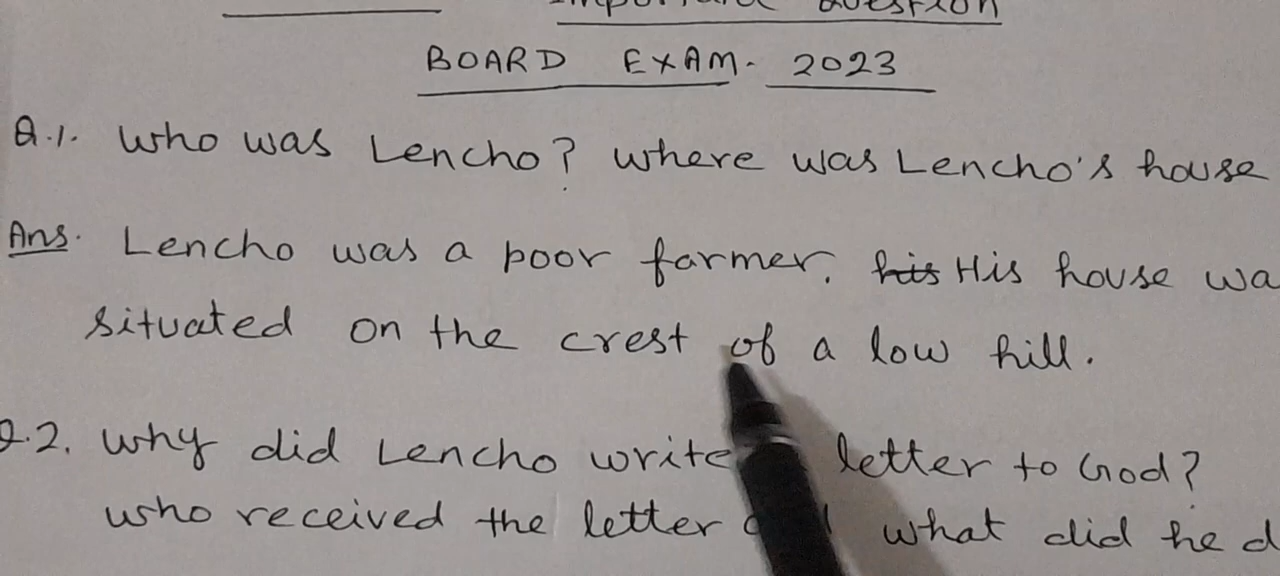 Important Question
BOARD EXAM. 2023
Q.1. Who was Lencho? where was Lencho's house
Ans. Lencho was a poor farmer. his His house wa
situated on the crest of a low hill.
Q.2. Why did Lencho write letter to God?
who received the letter what did he d